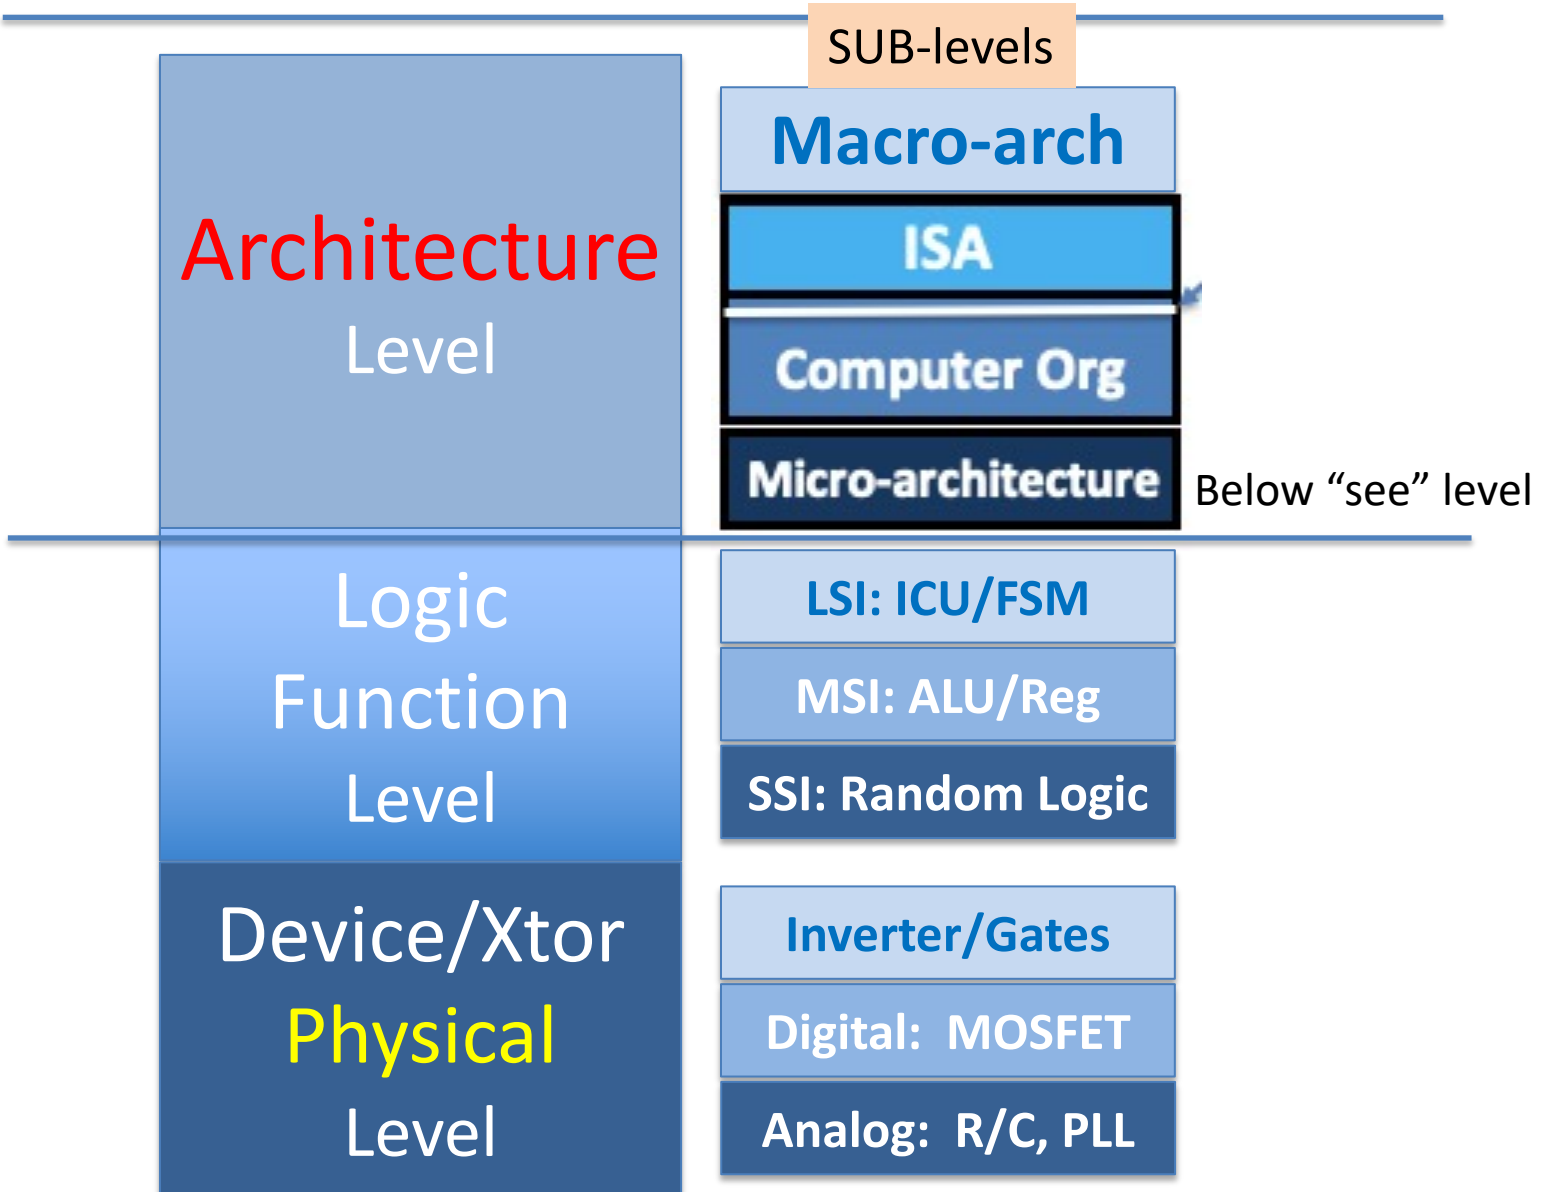 SUB-levels
Architecture
Level
Macro-arch
ISA
Computer Org
Micro-architecture
Below “see” level
Logic
Function
Level
LSI: ICU/FSM
MSI: ALU/Reg
SSI: Random Logic
Device/Xtor
Physical
Level
Inverter/Gates
Digital:  MOSFET
Analog:  R/C, PLL